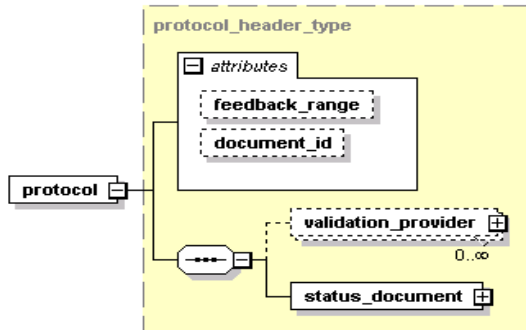 protocol_header_type
attributes
feedback_range
document_id
protocol
validation_provider
0..∞
status_document